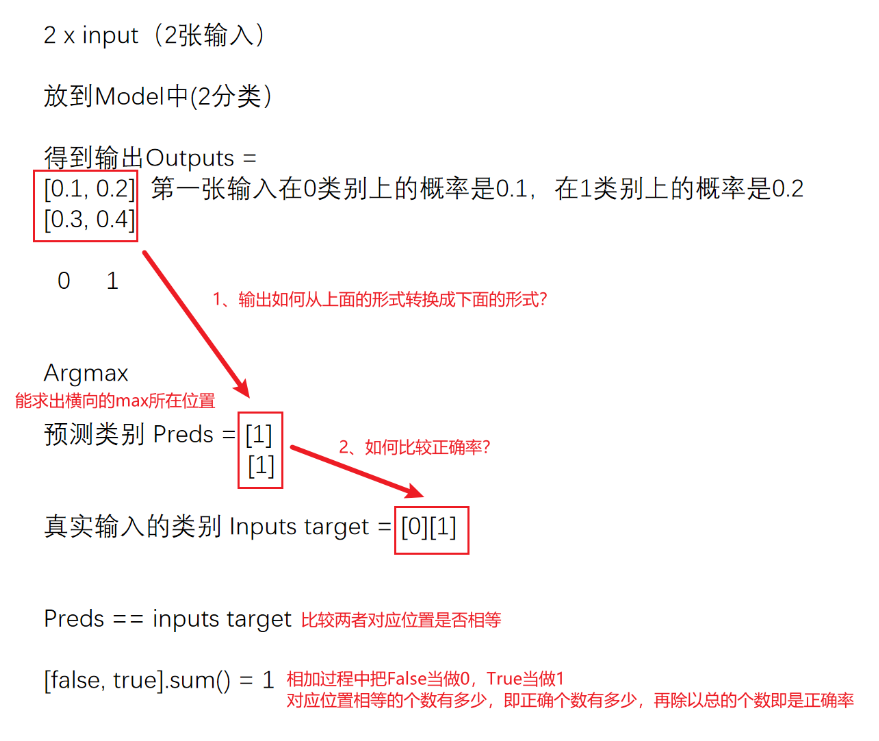 2 x input（2张输入）
放到Model中(2分类）
得到输出Outputs =
[0.1, 0.2] 第一张输入在0类别上的概率是0.1，在1类别上的概率是0.2
[0.3, 0.4]
0 1
1、输出如何从上面的形式转换成下面的形式？
Argmax
能求出横向的max所在位置
预测类别 Preds = [1]
[1]
2、如何比较正确率？
真实输入的类别 Inputs target = [0][1]
Preds == inputs target 比较两者对应位置是否相等
[false, true].sum() = 1 相加过程中把False当做0，True当做1
对应位置相等的个数有多少，即正确个数有多少，再除以总的个数即是正确率